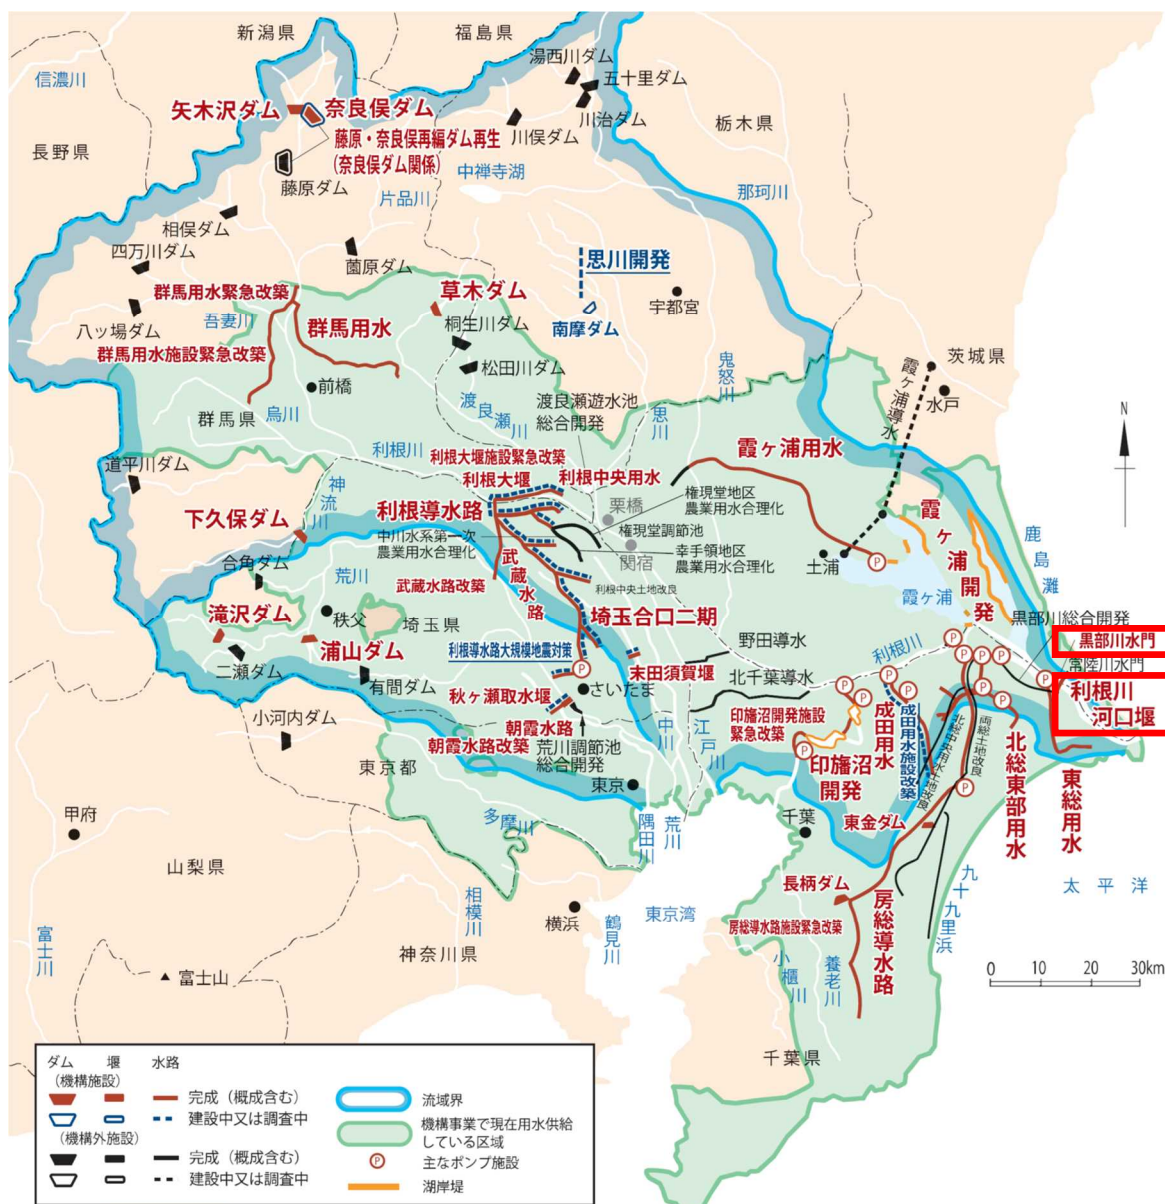 新潟県
福島県
信濃川
湯西川ダム
五十里ダム
矢木沢ダム
奈良俣ダム
川俣ダム
川治ダム
栃木県
藤原・奈良俣再編ダム再生
(奈良俣ダム関係)
長野県
中禅寺湖
藤原ダム
片品川
那珂川
相俣ダム
四万川ダム
薗原ダム
思川開発
宇都宮
群馬用水緊急改築
草木ダム
吾妻川
八ッ場ダム
群馬用水
桐生川ダム
南摩ダム
群馬用水施設緊急改築
松田川ダム
鬼怒川
霞ヶ浦導水
茨城県
水戸
前橋
渡良瀬川
渡良瀬遊水池
総合開発
思川
N
群馬県
烏川
利根川
利根大堰施設緊急改築
霞ヶ浦用水
道平川ダム
神流川
利根大堰
利根中央用水
栗橋
権現堂地区
農業用水合理化
下久保ダム
利根導水路
権現堂調節池
霞ヶ浦開発
鹿島灘
中川水系第一次
農業用水合理化
関宿
幸手領地区
農業用水合理化
土浦
P
合角ダム
荒川
武蔵水路改築
武蔵水路
利根中央土地改良
霞ヶ浦
滝沢ダム
秩父
埼玉県
埼玉合口二期
黒部川総合開発
黒部川水門
浦山ダム
利根導水路大規模地震対策
野田導水
利根川
P
P
P
P
常陸川水門
二瀬ダム
有間ダム
P
末田須賀堰
北千葉導水
P
P
P
P
P
利根川
河口堰
秋ヶ瀬取水堰
さいたま
小河内ダム
朝霞水路
朝霞水路改築
荒川調節池
総合開発
中川
江戸川
印旛沼開発施設
緊急改築
P
印旛沼
開発
成田用水
成田用水施設改築
北総中央用水土地改良
両総土地改良
P
北総東部用水
東総用水
東京都
東京
甲府
多摩川
隅田川
荒川
千葉
東金ダム
山梨県
相模川
横浜
鶴見川
東京湾
長柄ダム
房総導水路
九十九里浜
太平洋
富士川
神奈川県
房総導水路施設緊急改築
小櫃川
養老川
富士山
0 10 20 30km
千葉県
ダム 堰 水路
(機構施設)
完成（概成含む）
建設中又は調査中
(機構外施設)
完成（概成含む）
建設中又は調査中
流域界
機構事業で現在用水供給
している区域
P 主なポンプ施設
湖岸堤